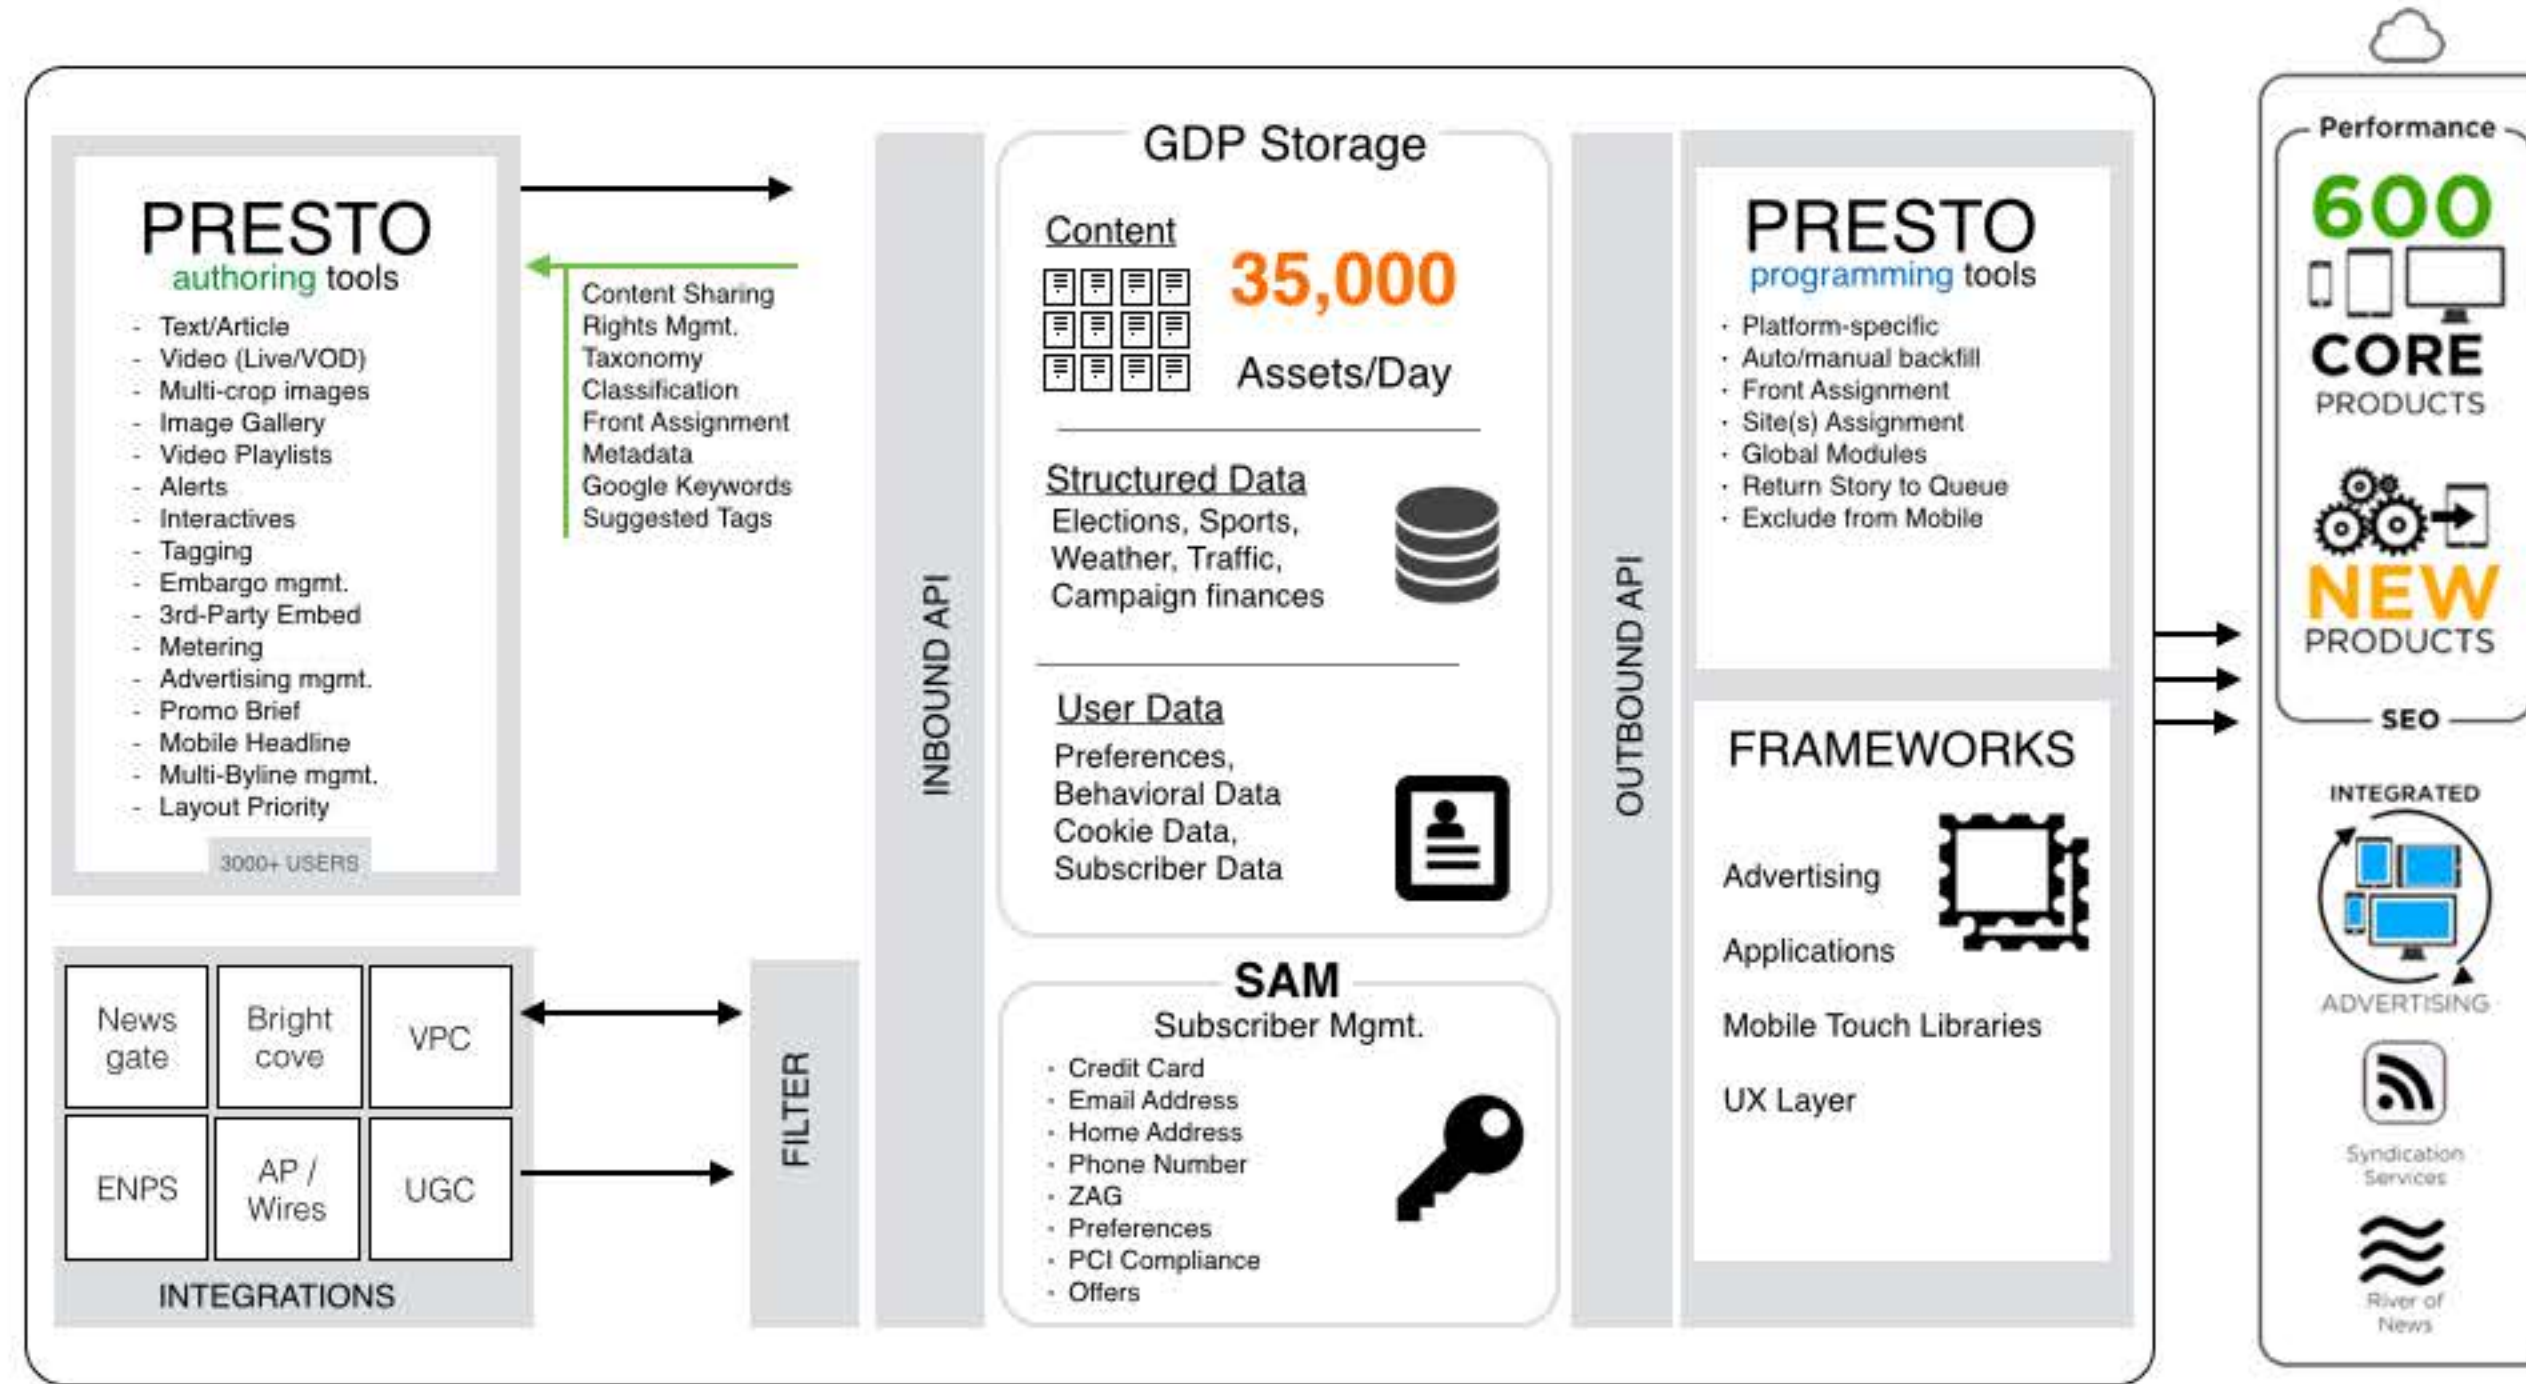 PRESTO
authoring tools
- Text/Article
- Video (Live/VOD)
- Multi-crop images
- Image Gallery
- Video Playlists
- Alerts
- Interactives
- Tagging
- Embargo mgmt.
- 3rd-Party Embed
- Metering
- Advertising mgmt.
- Promo Brief
- Mobile Headline
- Multi-Byline mgmt.
- Layout Priority
3000+ USERS
Content Sharing
Rights Mgmt.
Taxonomy
Classification
Front Assignment
Metadata
Google Keywords
Suggested Tags
News
gate
Bright
cove
VPC
ENPS
AP /
Wires
UGC
INTEGRATIONS
FILTER
INBOUND API
GDP Storage
Content
35,000
Assets/Day
Structured Data
Elections, Sports,
Weather, Traffic,
Campaign finances
User Data
Preferences,
Behavioral Data
Cookie Data,
Subscriber Data
SAM
Subscriber Mgmt.
· Credit Card
· Email Address
· Home Address
· Phone Number
· ZAG
· Preferences
· PCI Compliance
· Offers
OUTBOUND API
PRESTO
programming tools
· Platform-specific
· Auto/manual backfill
· Front Assignment
· Site(s) Assignment
· Global Modules
· Return Story to Queue
· Exclude from Mobile
FRAMEWORKS
Advertising
Applications
Mobile Touch Libraries
UX Layer
Performance
600
CORE
PRODUCTS
NEW
PRODUCTS
SEO
INTEGRATED
ADVERTISING
Syndication
Services
River of
News